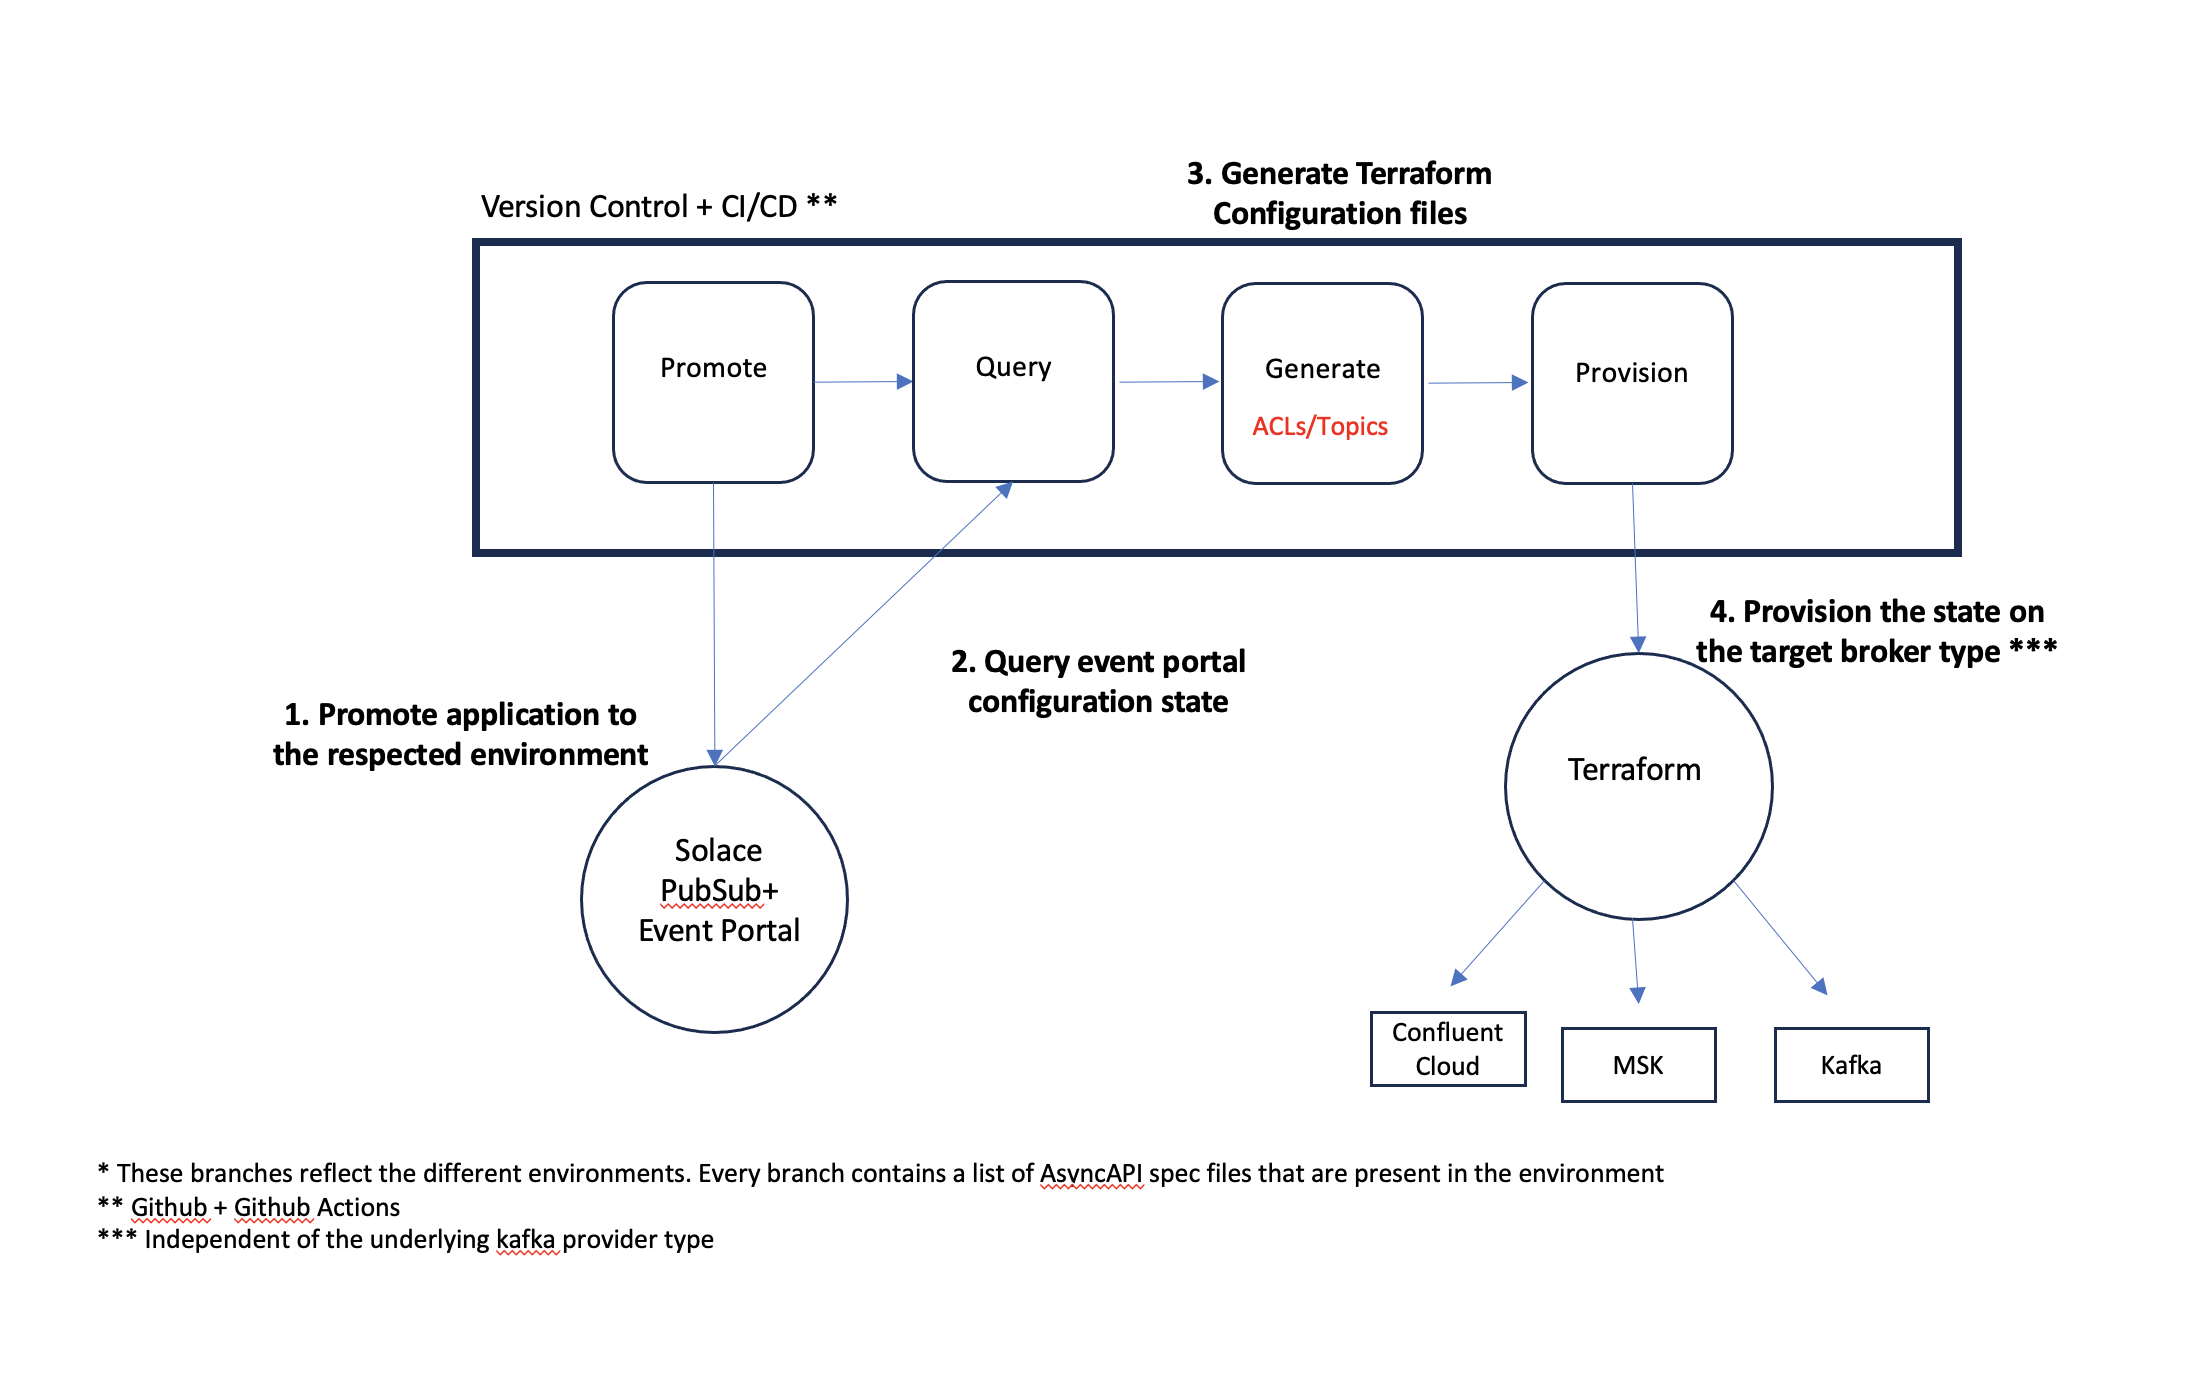 3. Generate Terraform
Configuration files
Version Control + CI/CD **
Promote
Query
Generate
ACLs/Topics
Provision
1. Promote application to
the respected environment
2. Query event portal
configuration state
4. Provision the state on
the target broker type ***
Solace
PubSub+
Event Portal
Terraform
Confluent
Cloud
MSK
Kafka
* These branches reflect the different environments. Every branch contains a list of AsyncAPI spec files that are present in the environment
** Github + Github Actions
*** Independent of the underlying kafka provider type